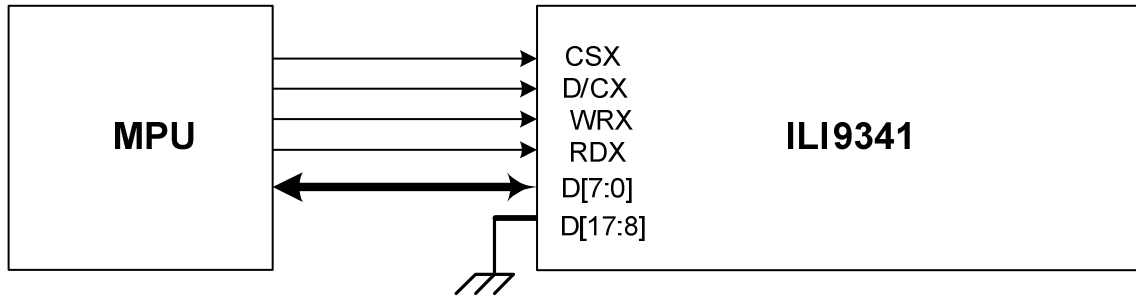 MPU
CSX
D/CX
WRX
RDX
D[7:0]
D[17:8]
ILI9341